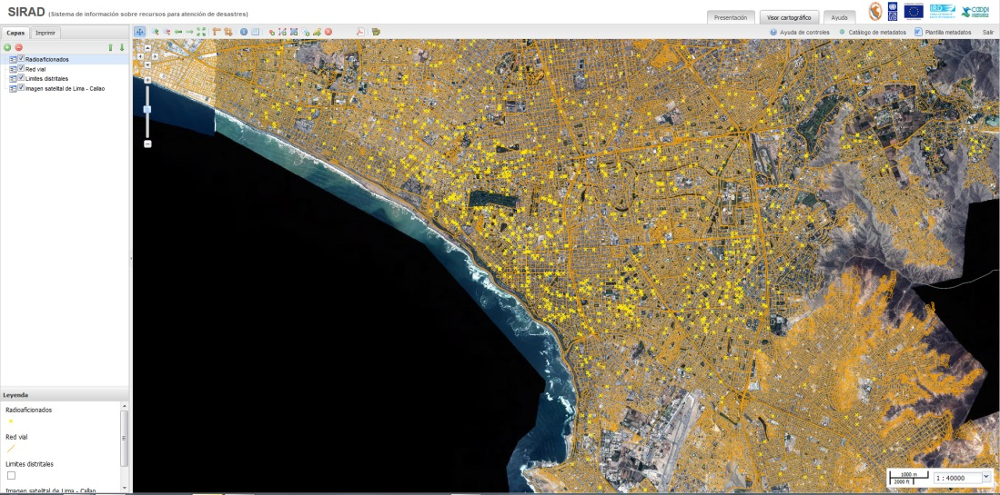 SIRAD (Sistema de información sobre recursos para atención de desastres)
Presentación
Visor cartográfico
Ayuda
Capas
Imprimir
Ayuda de controles
Catálogo de metadatos
Plantilla metadatos
Salir
Radioaficionados
Red vial
Limites distritales
Imagen satelital de Lima - Callao
Leyenda
Radioaficionados
Red vial
Limites distritales
Imagen satelital de Lima - Callao
1000 m
2000 ft
1 : 40000